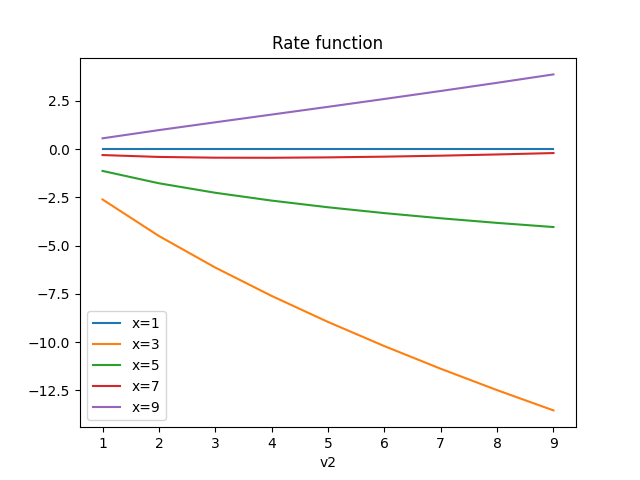 Rate function
2.5
0.0
−2.5
−5.0
−7.5
−10.0
−12.5
x=1
x=3
x=5
x=7
x=9
1 2 3 4 5 6 7 8 9
v2